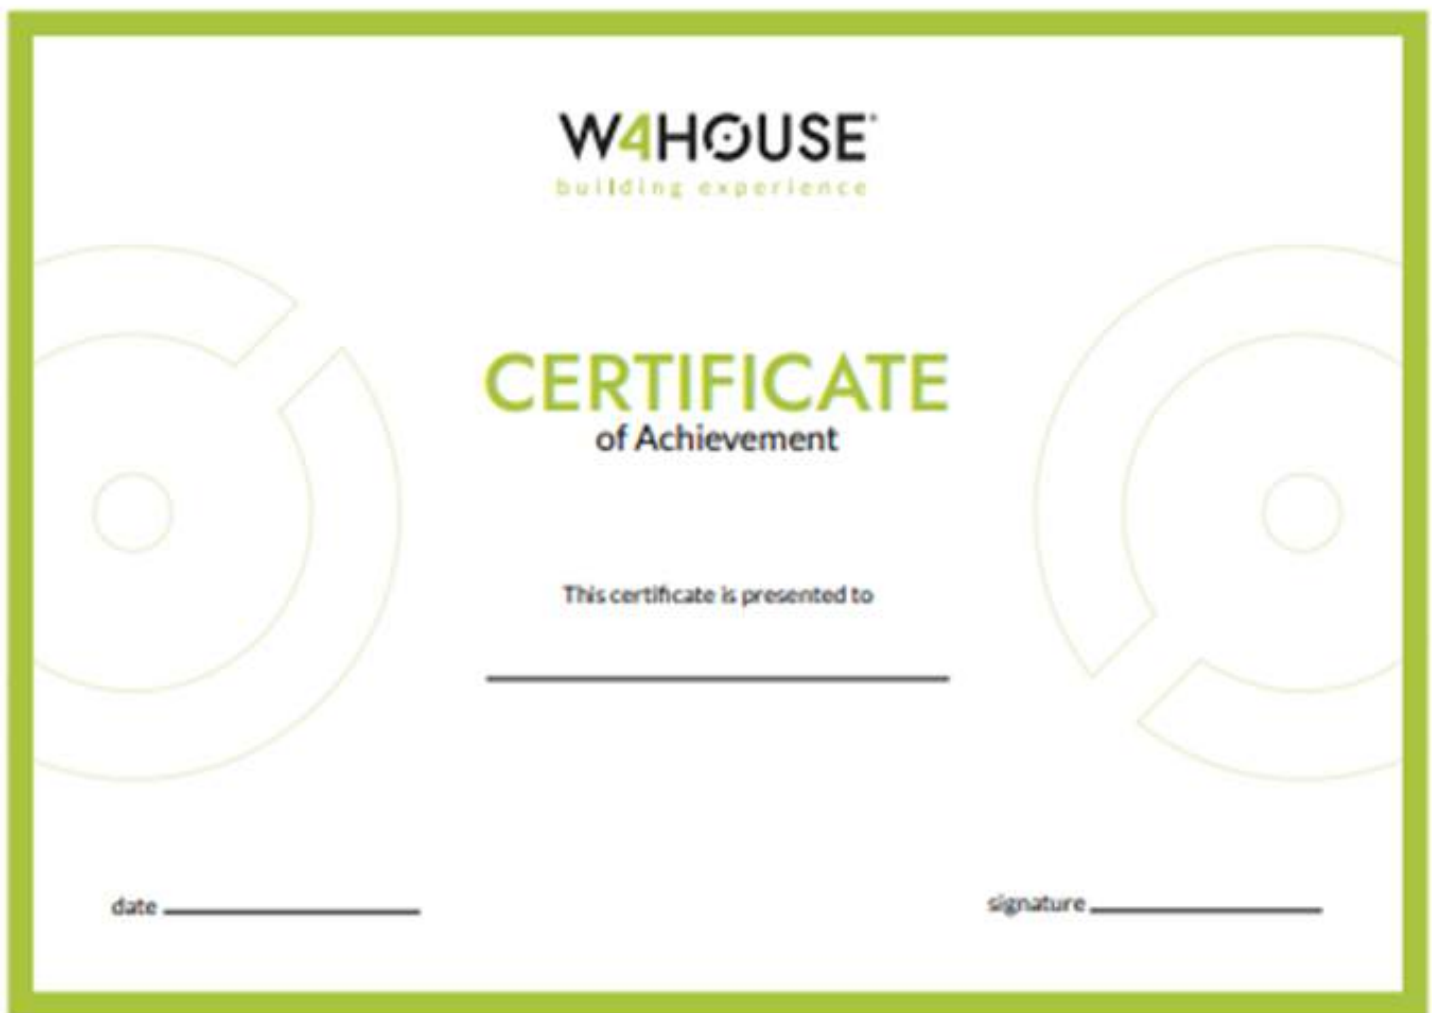 W4HOUSE
building experience
CERTIFICATE
of Achievement
This certificate is presented to
date
signature